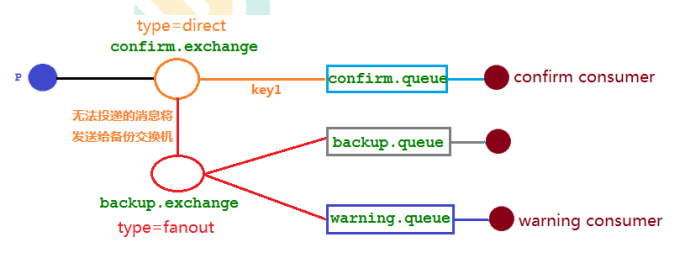 type=direct
confirm.exchange
P
key1
confirm.queue
confirm consumer
无法投递的消息将
发送给备份交换机
backup.queue
backup.exchange
type=fanout
warning.queue
warning consumer